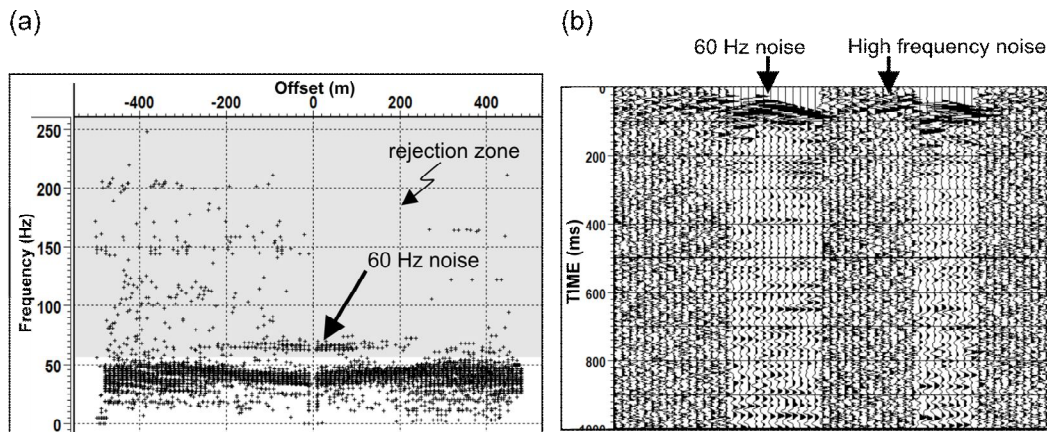 (a)
Offset (m)
-400 -200 0 200 400
Frequency (Hz)
250
200
150
100
50
0
rejection zone
60 Hz noise
(b)
60 Hz noise
High frequency noise
TIME (ms)
0
200
400
600
800